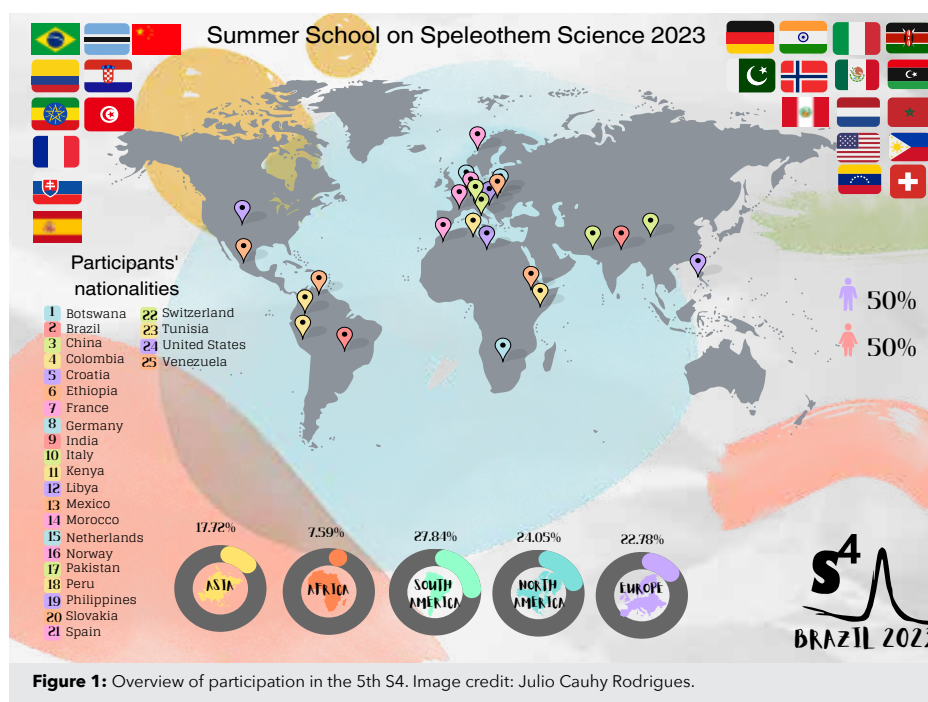 Summer School on Speleothem Science 2023
Participants'
nationalities
1 Botswana
2 Brazil
3 China
4 Colombia
5 Croatia
6 Ethiopia
7 France
8 Germany
9 India
10 Italy
11 Kenya
12 Libya
13 Mexico
14 Morocco
15 Netherlands
16 Norway
17 Pakistan
18 Peru
19 Philippines
20 Slovakia
21 Spain
22 Switzerland
23 Tunisia
24 United States
25 Venezuela
50%
50%
17.72%
ASIA
7.59%
AFRICA
27.84%
SOUTH
AMERICA
24.05%
NORTH
AMERICA
22.78%
EUROPE
S4
BRAZIL 2023
Figure 1: Overview of participation in the 5th S4. Image credit: Julio Cauhy Rodrigues.